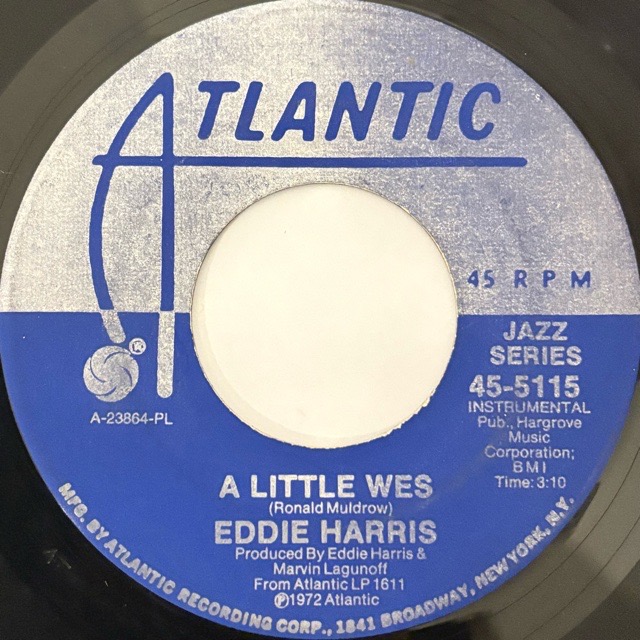 ATLANTIC
45 RPM
®
A-23864-PL
JAZZ
SERIES
45-5115
INSTRUMENTAL
Pub., Hargrove
Music
Corporation;
BMI
Time: 3:10
A LITTLE WES
(Ronald Muldrow)
EDDIE HARRIS
Produced By Eddie Harris &
Marvin Lagunoff
From Atlantic LP 1611
℗1972 Atlantic
MFG. BY ATLANTIC RECORDING CORP., 1841 BROADWAY, NEW YORK, N.Y.